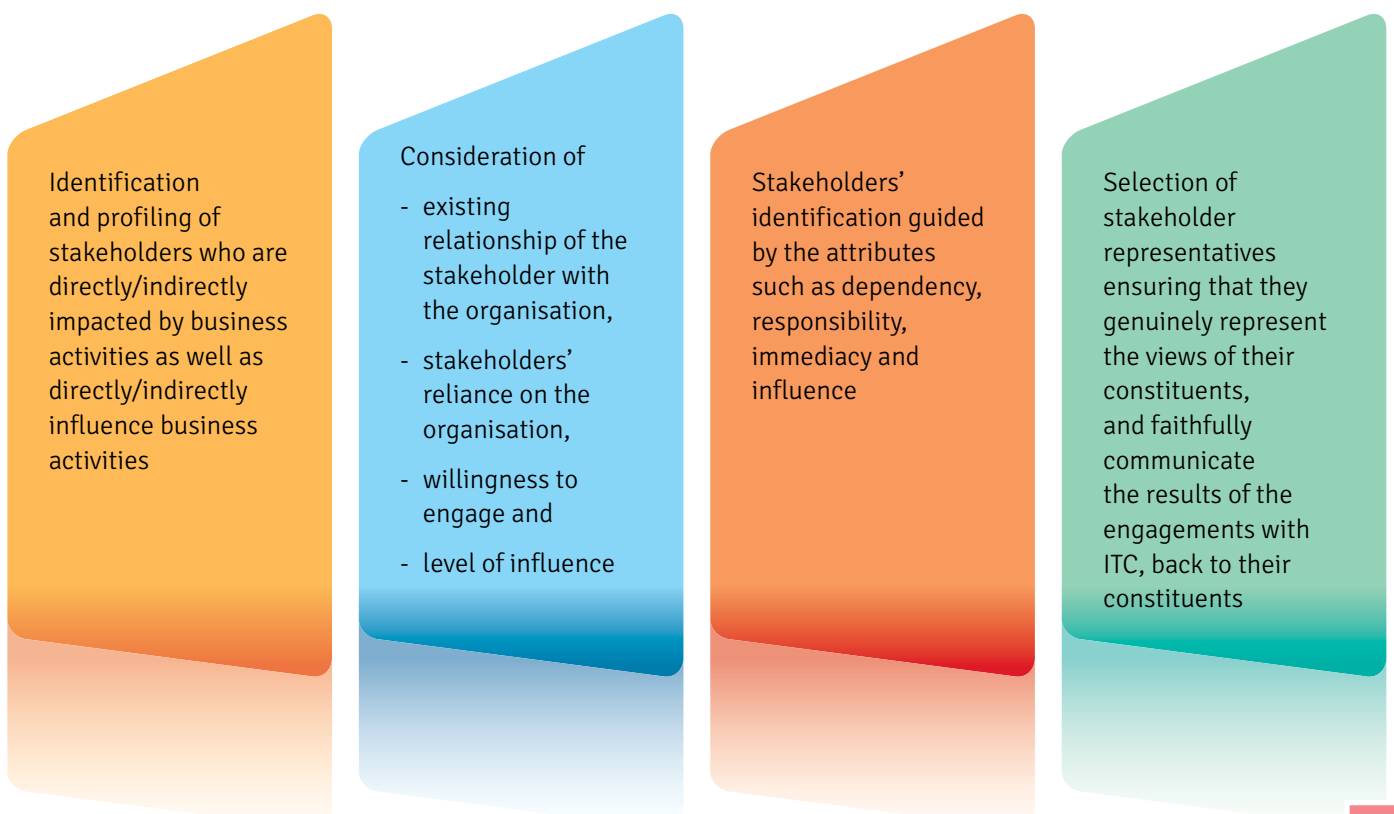 Identification
and profiling of
stakeholders who are
directly/indirectly
impacted by business
activities as well as
directly/indirectly
influence business
activities
Consideration of
- existing
relationship of the
stakeholder with
the organisation,
- stakeholders’
reliance on the
organisation,
- willingness to
engage and
- level of influence
Stakeholders’
identification guided
by the attributes
such as dependency,
responsibility,
immediacy and
influence
Selection of
stakeholder
representatives
ensuring that they
genuinely represent
the views of their
constituents,
and faithfully
communicate
the results of the
engagements with
ITC, back to their
constituents